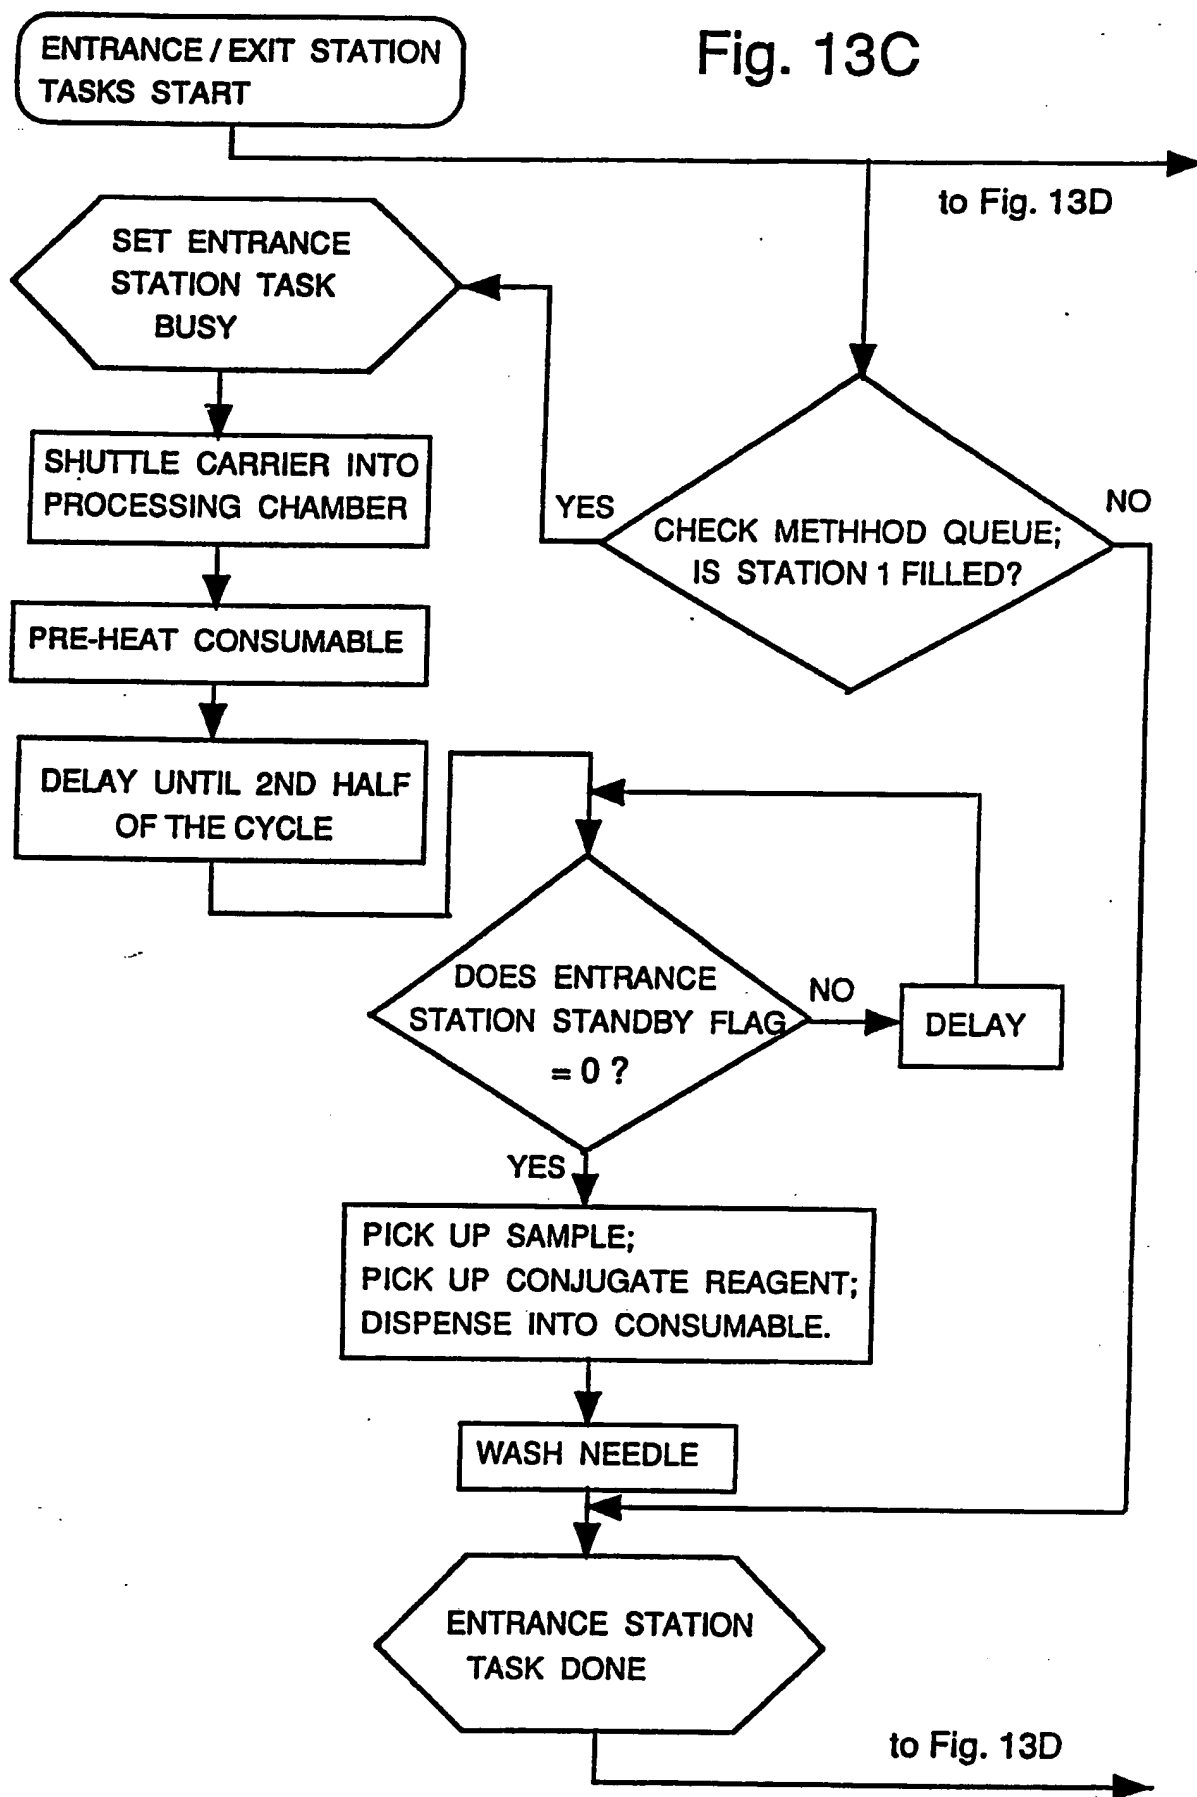 Fig. 13C
ENTRANCE / EXIT STATION
TASKS START
to Fig. 13D
SET ENTRANCE
STATION TASK
BUSY
SHUTTLE CARRIER INTO
PROCESSING CHAMBER
YES
CHECK METHHOD QUEUE;
IS STATION 1 FILLED?
NO
PRE-HEAT CONSUMABLE
DELAY UNTIL 2ND HALF
OF THE CYCLE
DOES ENTRANCE
STATION STANDBY FLAG
= 0 ?
NO
DELAY
YES
PICK UP SAMPLE;
PICK UP CONJUGATE REAGENT;
DISPENSE INTO CONSUMABLE.
WASH NEEDLE
ENTRANCE STATION
TASK DONE
to Fig. 13D